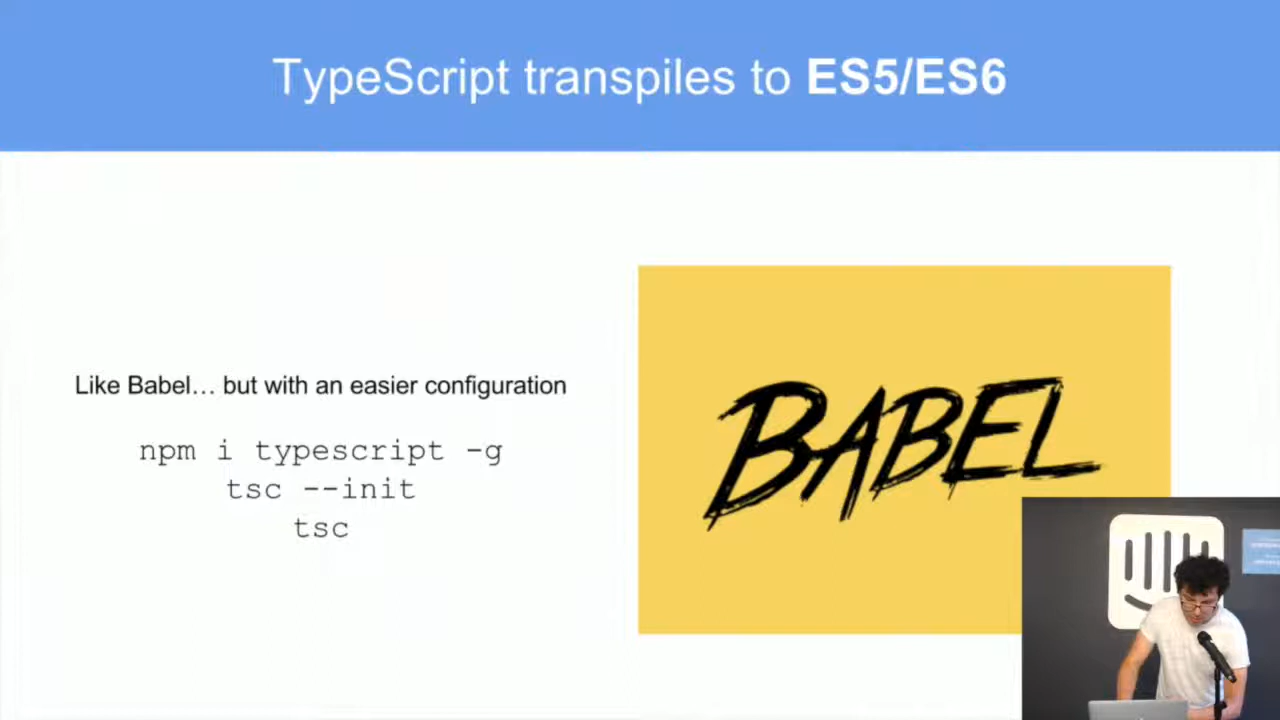 TypeScript transpiles to ES5/ES6
Like Babel… but with an easier configuration
npm i typescript -g
tsc --init
tsc
BABEL